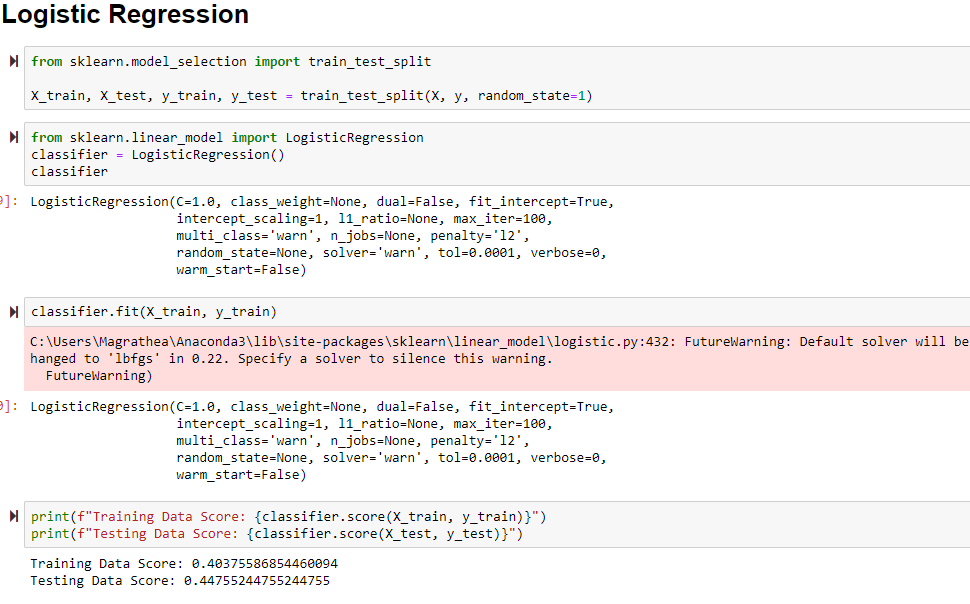 Logistic Regression
from sklearn.model_selection import train_test_split
X_train, X_test, y_train, y_test = train_test_split(X, y, random_state=1)
from sklearn.linear_model import LogisticRegression
classifier = LogisticRegression()
classifier
]: LogisticRegression(C=1.0, class_weight=None, dual=False, fit_intercept=True,
intercept_scaling=1, l1_ratio=None, max_iter=100,
multi_class='warn', n_jobs=None, penalty='l2',
random_state=None, solver='warn', tol=0.0001, verbose=0,
warm_start=False)
classifier.fit(X_train, y_train)
C:\Users\Magrathea\Anaconda3\lib\site-packages\sklearn\linear_model\logistic.py:432: FutureWarning: Default solver will be
hanged to 'lbfgs' in 0.22. Specify a solver to silence this warning.
FutureWarning)
]: LogisticRegression(C=1.0, class_weight=None, dual=False, fit_intercept=True,
intercept_scaling=1, l1_ratio=None, max_iter=100,
multi_class='warn', n_jobs=None, penalty='l2',
random_state=None, solver='warn', tol=0.0001, verbose=0,
warm_start=False)
print(f"Training Data Score: {classifier.score(X_train, y_train)}")
print(f"Testing Data Score: {classifier.score(X_test, y_test)}")
Training Data Score: 0.40375586854460094
Testing Data Score: 0.44755244755244755